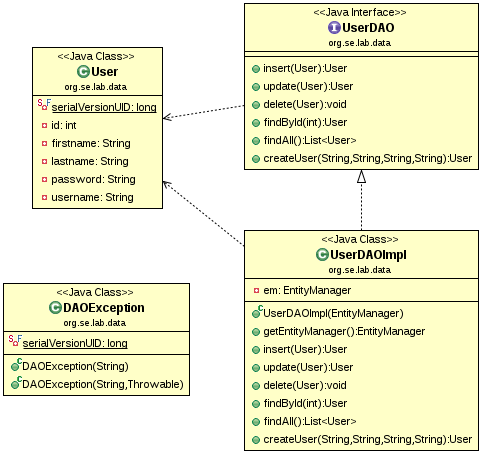 <<Java Class>>
User
org.se.lab.data
serialVersionUID: long
id: int
firstname: String
lastname: String
password: String
username: String
<<Java Interface>>
UserDAO
org.se.lab.data
insert(User):User
update(User):User
delete(User):void
findById(int):User
findAll():List<User>
createUser(String,String,String,String):User
<<Java Class>>
DAOException
org.se.lab.data
serialVersionUID: long
DAOException(String)
DAOException(String,Throwable)
<<Java Class>>
UserDAOImpl
org.se.lab.data
em: EntityManager
UserDAOImpl(EntityManager)
getEntityManager():EntityManager
insert(User):User
update(User):User
delete(User):void
findById(int):User
findAll():List<User>
createUser(String,String,String,String):User